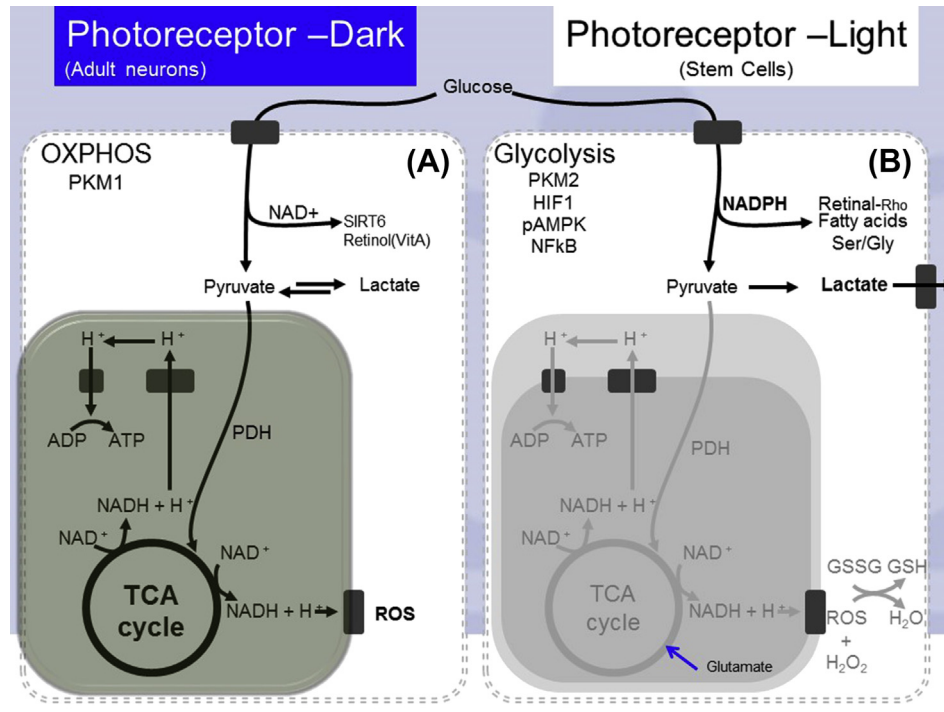 Photoreceptor –Dark
(Adult neurons)
Photoreceptor –Light
(Stem Cells)
Glucose
OXPHOS
PKM1
(A)
NAD+
SIRT6
Retinol(VitA)
Pyruvate
Lactate
H +
H +
ADP
ATP
PDH
NADH + H +
NAD +
NAD +
TCA
cycle
NADH + H +
ROS
Glycolysis
PKM2
HIF1
pAMPK
NFkB
(B)
NADPH
Retinal-Rho
Fatty acids
Ser/Gly
Pyruvate
Lactate
H +
H +
ADP
ATP
PDH
NADH + H +
NAD +
NAD +
TCA
cycle
NADH + H +
Glutamate
GSSG GSH
ROS
+
H2O2
H2O